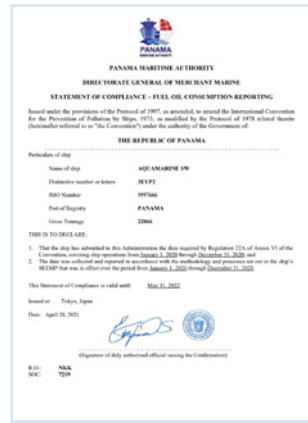 PANAMA
PANAMA MARITIME AUTHORITY
DIRECTORATE GENERAL OF MERCHANT MARINE
STATEMENT OF COMPLIANCE – FUEL OIL CONSUMPTION REPORTING
Issued under the provisions of the Protocol of 1997, as amended, to amend the International Convention
for the Prevention of Pollution by Ships, 1973, as modified by the Protocol of 1978 related thereto
(hereinafter referred to as "the Convention") under the authority of the Government of:
THE REPUBLIC OF PANAMA
Particulars of ship
Name of ship AQUAMARINE SW
Distinctive number or letters
IMO Number
Port of Registry PANAMA
Gross Tonnage 22866
THIS IS TO DECLARE:
1. That the ship has submitted to this Administration the data required by Regulation 22A of Annex VI of the
Convention, covering ship operations from January 1, 2020 through December 31, 2020; and
2. The data was collected and reported in accordance with the methodology and processes set out in the ship's
SEEMP that was in effect over the period from January 1, 2020 through December 31, 2020.
This Statement of Compliance is valid until May 31, 2022
Issued at: Tokyo, Japan
Date: April 28, 2021
(Signature of duly authorized official issuing the Confirmation)
R.O.: NKK
SOC: 7219